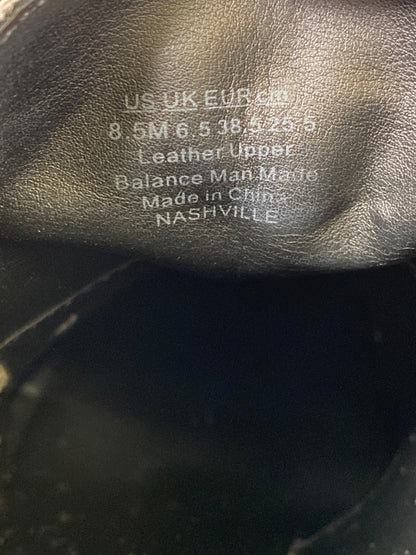 US UK EUR cm
8.5M 6.5 38.5 25.5
Leather Upper
Balance Man Made
Made in China
NASHVILLE